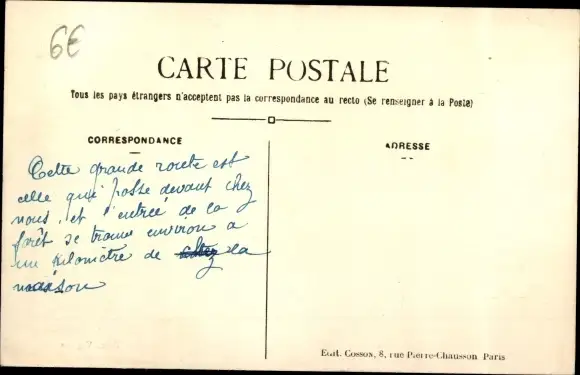 6€
CARTE POSTALE
Tous les pays étrangers n'acceptent pas la correspondance au recto (Se renseigner à la Poste)
CORRESPONDANCE
Cette grande route est
celle qui passe devant chez
nous, et l'entrée de la
forêt se trouve environ a
un kilomètre de chez la
maison
ADRESSE
Edit. Cosson, 8, rue Pierre-Chausson Paris